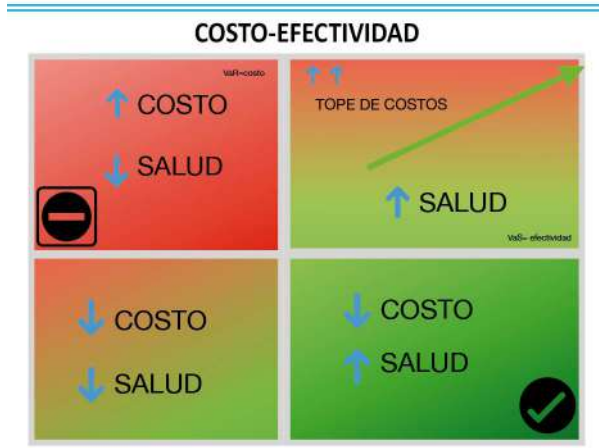 COSTO-EFECTIVIDAD
VaR=costo
COSTO
SALUD
TOPE DE COSTOS
SALUD
VaS= efectividad
COSTO
SALUD
COSTO
SALUD